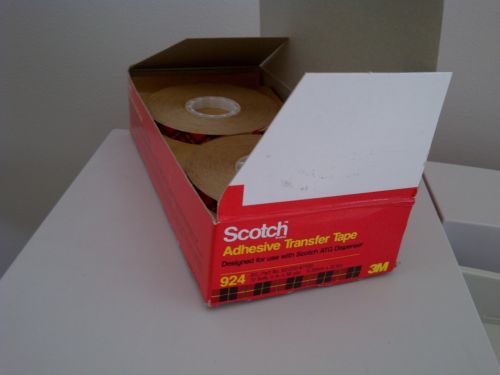 Scotch
Adhesive Transfer Tape
Designed for use with Scotch ATG Dispenser
924
3M